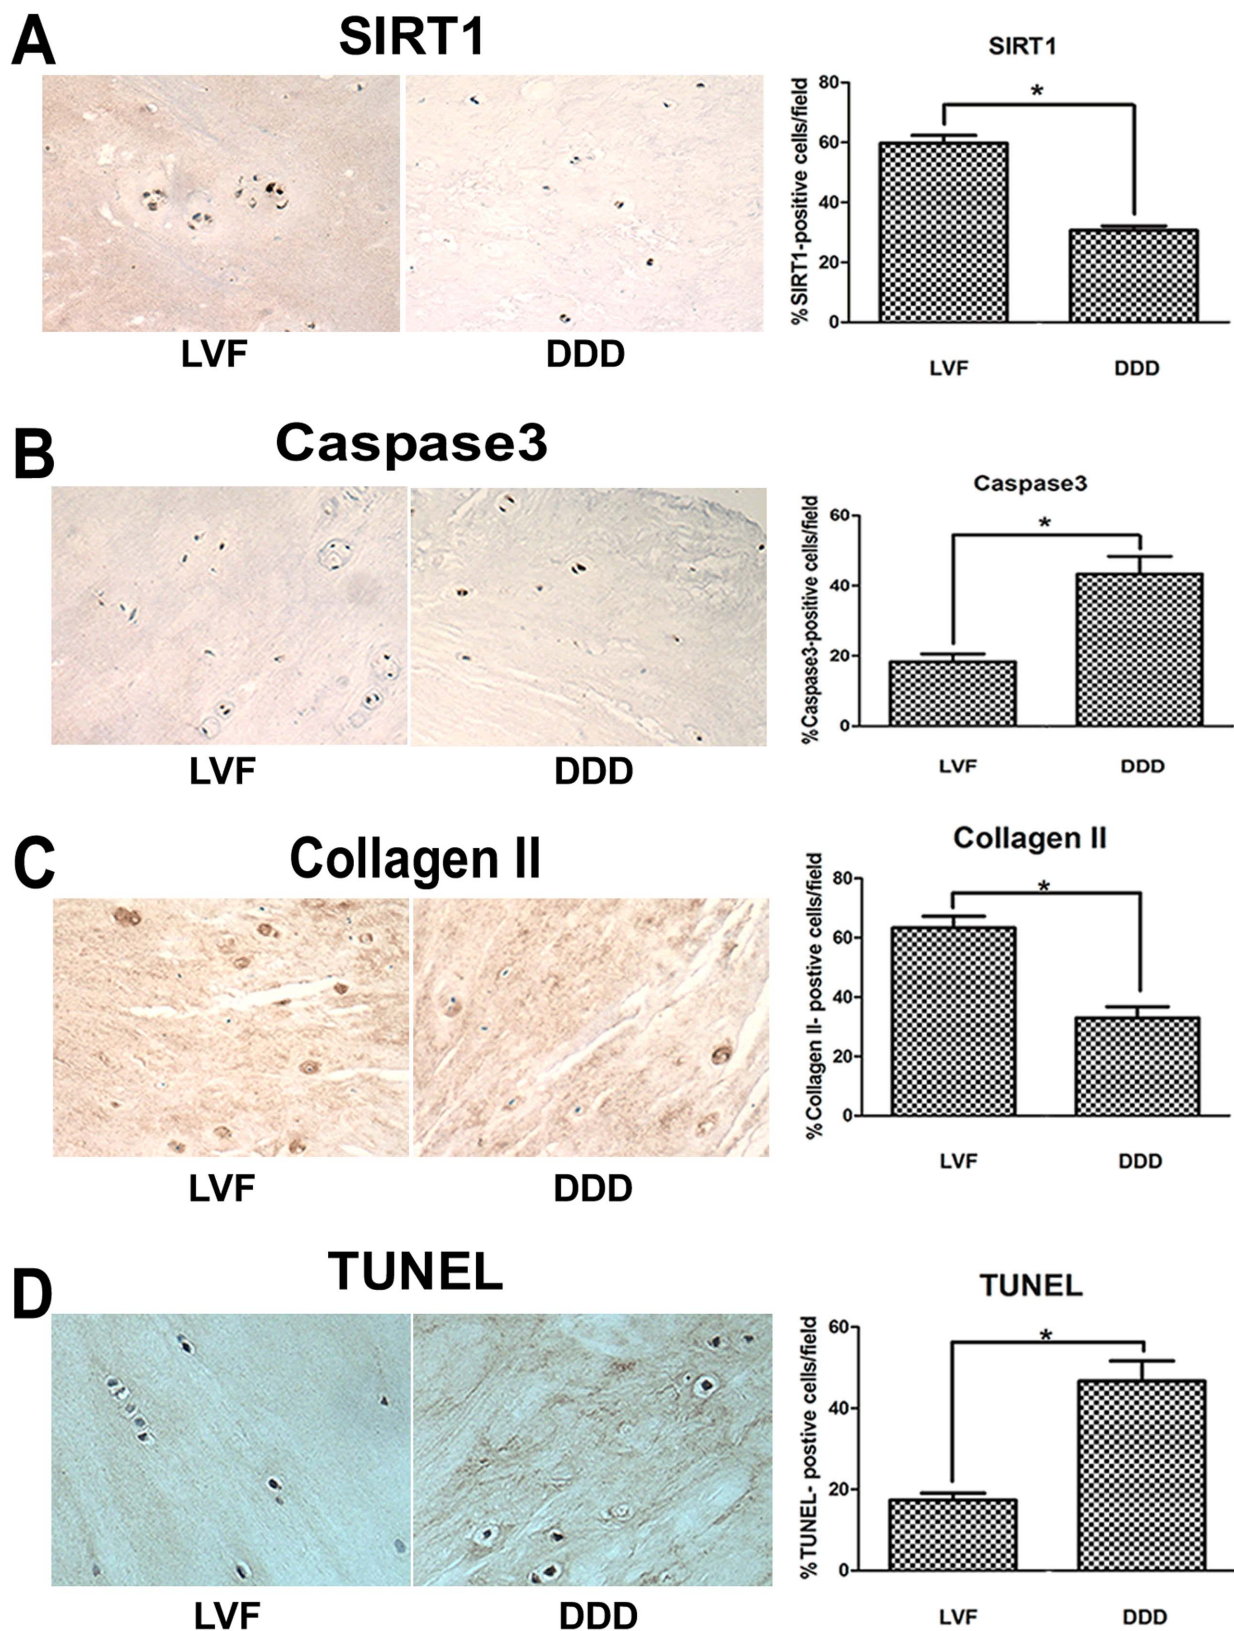 A
SIRT1
LVF
DDD
SIRT1
% SIRT1-positive cells/field
80
60
40
20
0
*
LVF
DDD
B
Caspase3
LVF
DDD
Caspase3
%Caspase3-positive cells/field
60
40
20
0
*
LVF
DDD
C
Collagen II
LVF
DDD
Collagen II
%Collagen II- postive cells/field
80
60
40
20
0
*
LVF
DDD
D
TUNEL
LVF
DDD
TUNEL
%TUNEL- postive cells/field
60
40
20
0
*
LVF
DDD